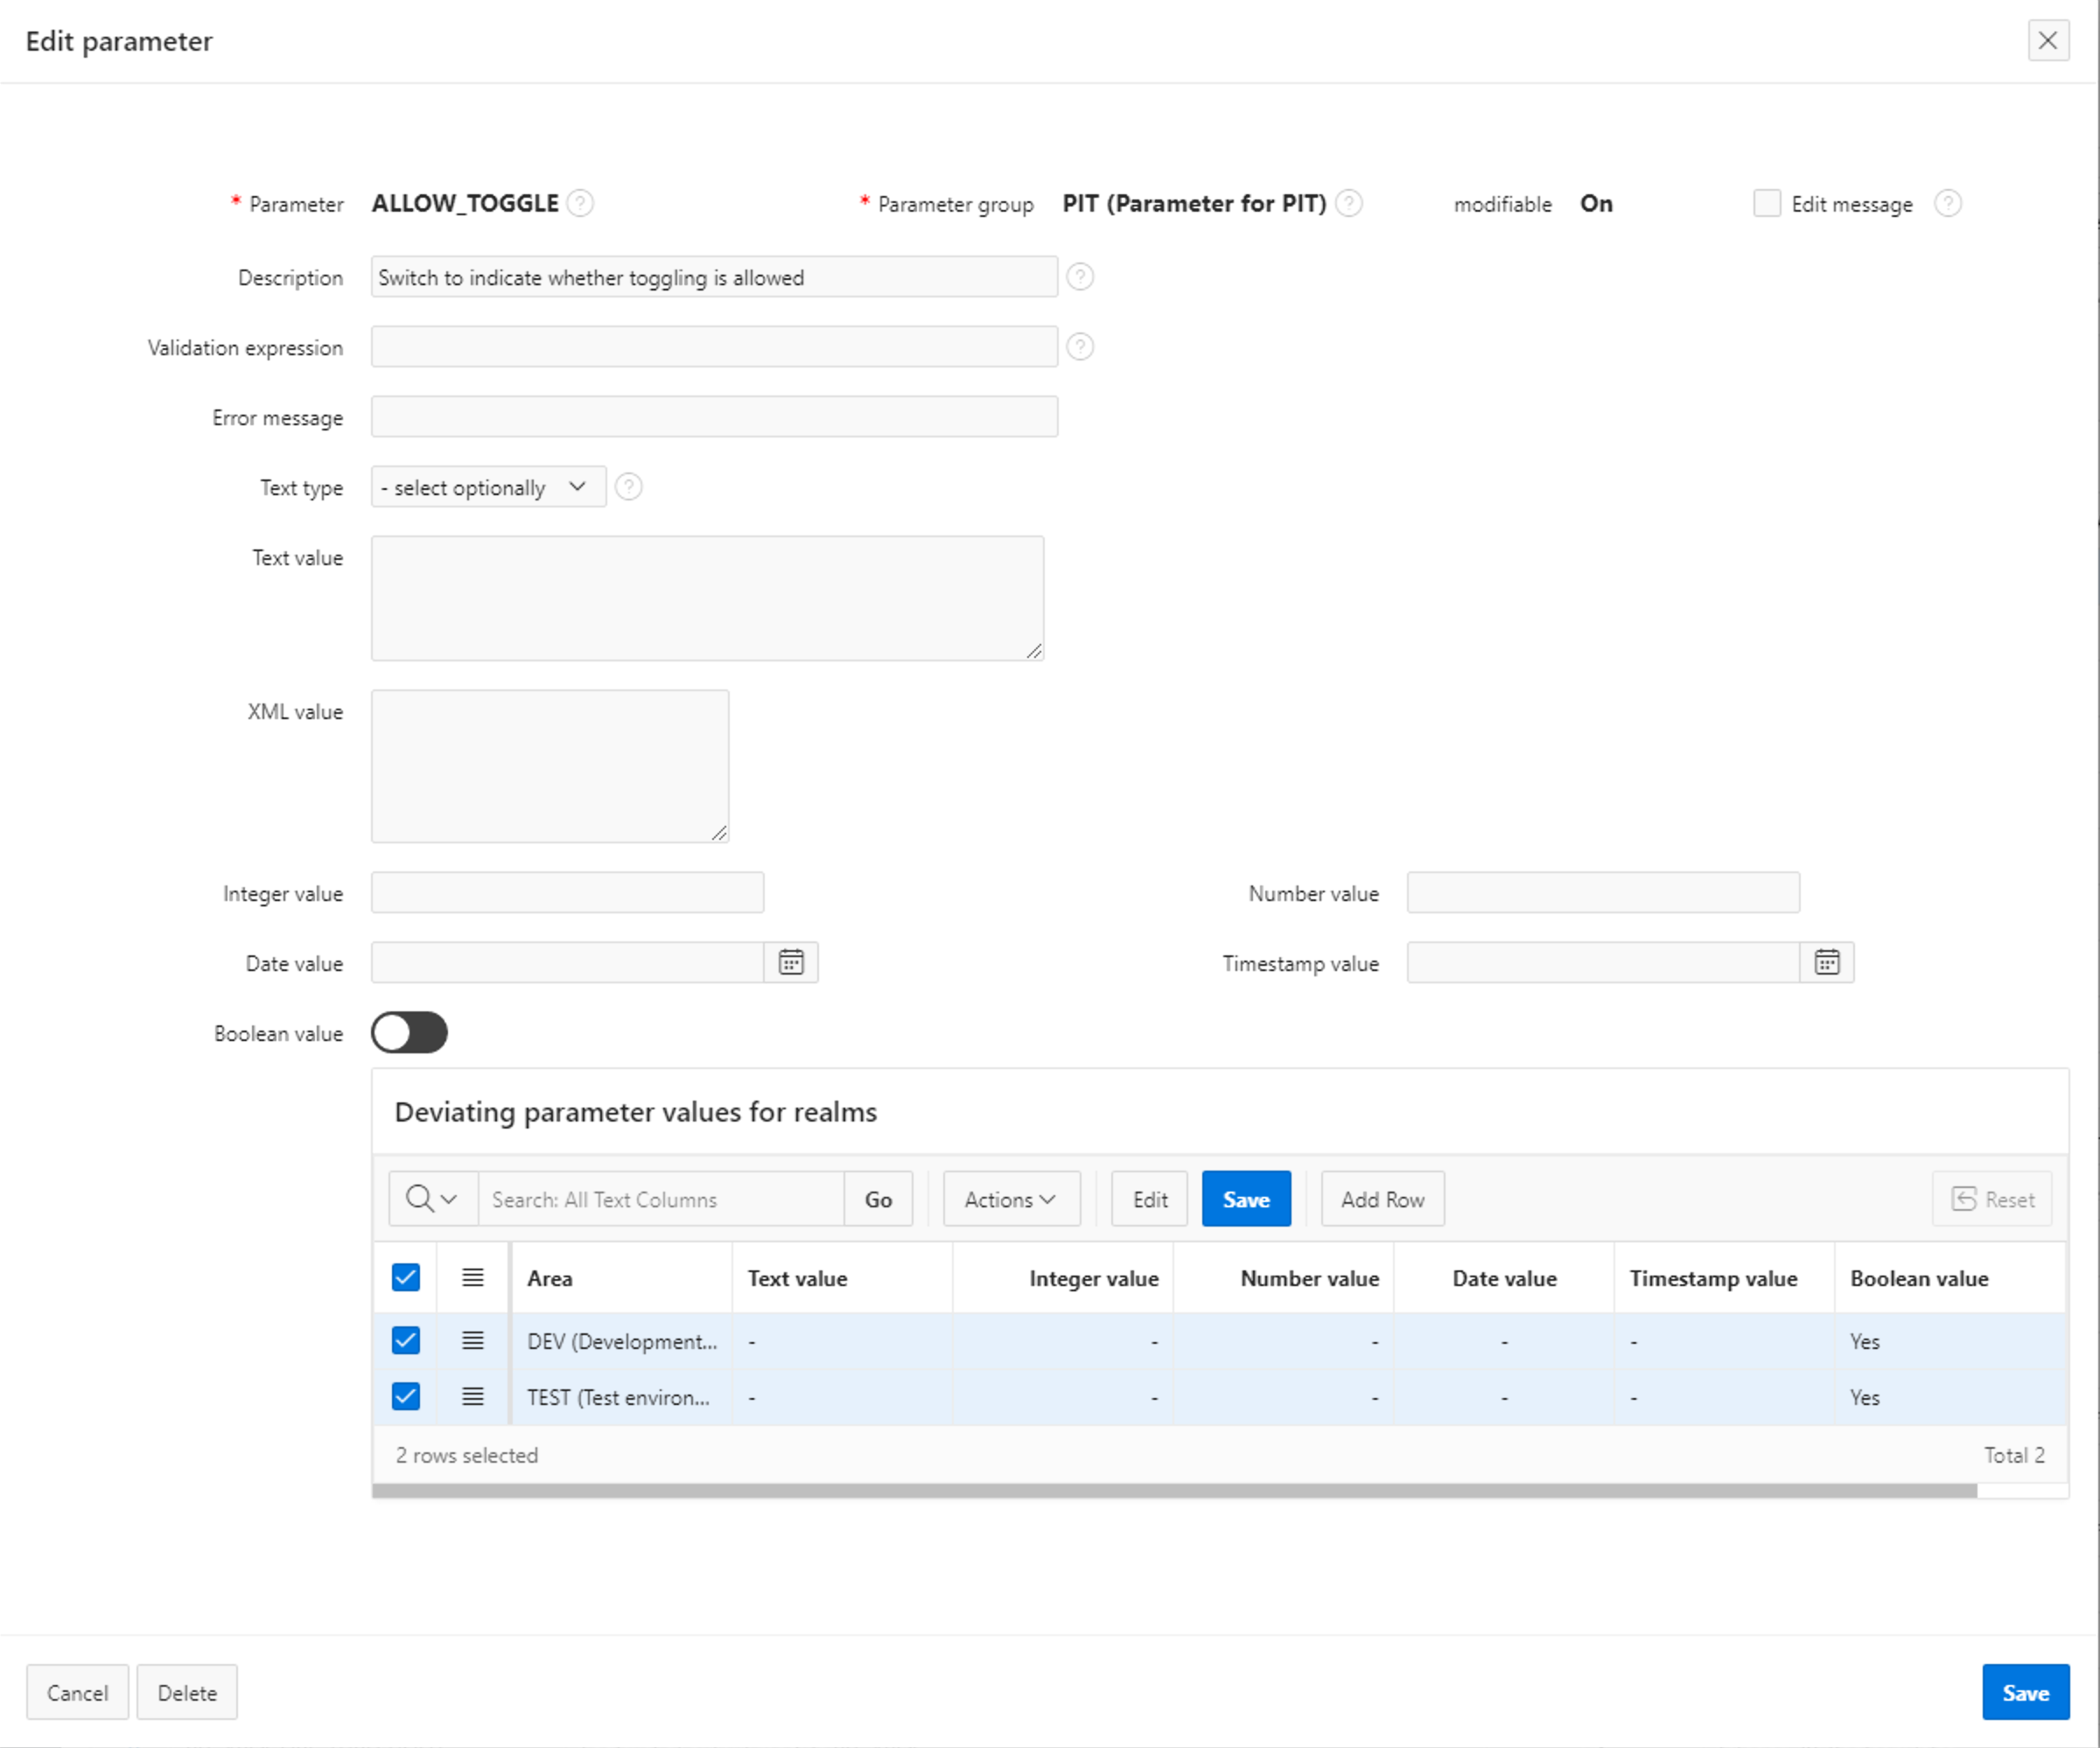 Edit parameter
* Parameter ALLOW_TOGGLE ? * Parameter group PIT (Parameter for PIT) ? modifiable On Edit message ?
Description Switch to indicate whether toggling is allowed ?
Validation expression ?
Error message
Text type - select optionally ?
Text value
XML value
Integer value Number value
Date value Timestamp value
Boolean value
Deviating parameter values for realms
Search: All Text Columns Go Actions Edit Save Add Row Reset
Area Text value Integer value Number value Date value Timestamp value Boolean value
DEV (Development... - - - - - Yes
TEST (Test environ... - - - - - Yes
2 rows selected Total 2
Cancel Delete Save